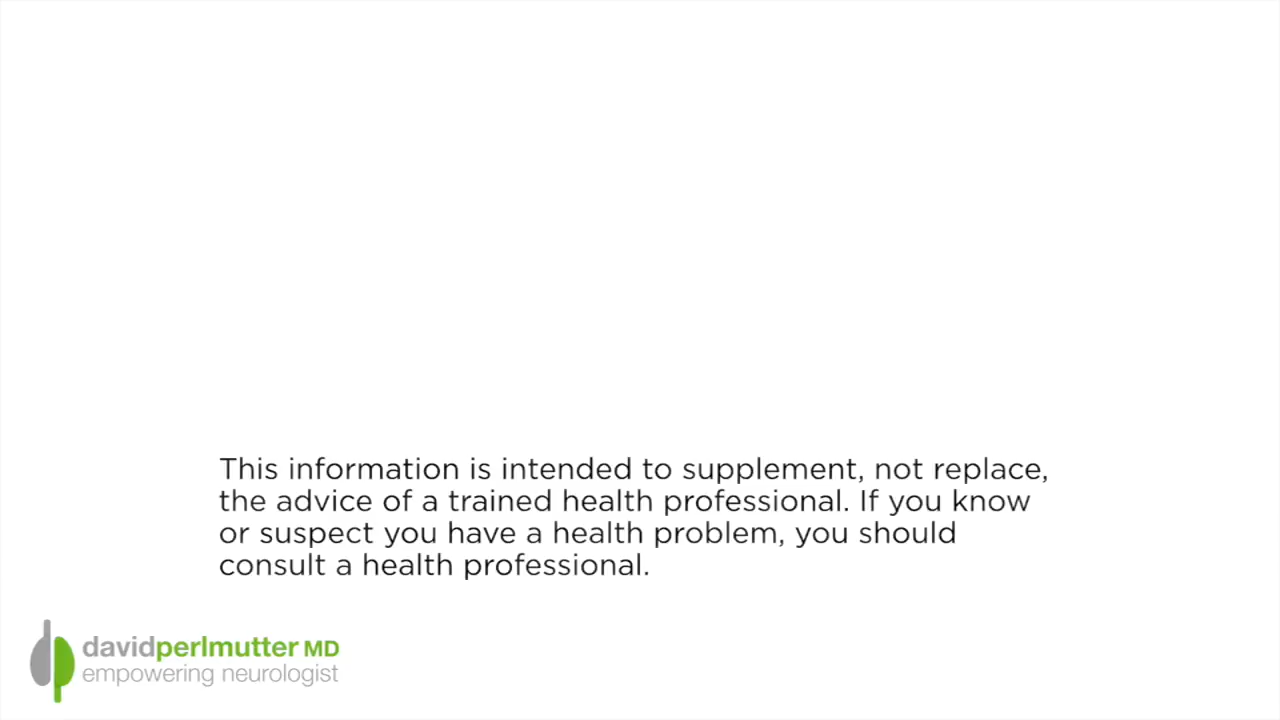 This information is intended to supplement, not replace,
the advice of a trained health professional. If you know
or suspect you have a health problem, you should
consult a health professional.
davidperlmutter MD
empowering neurologist